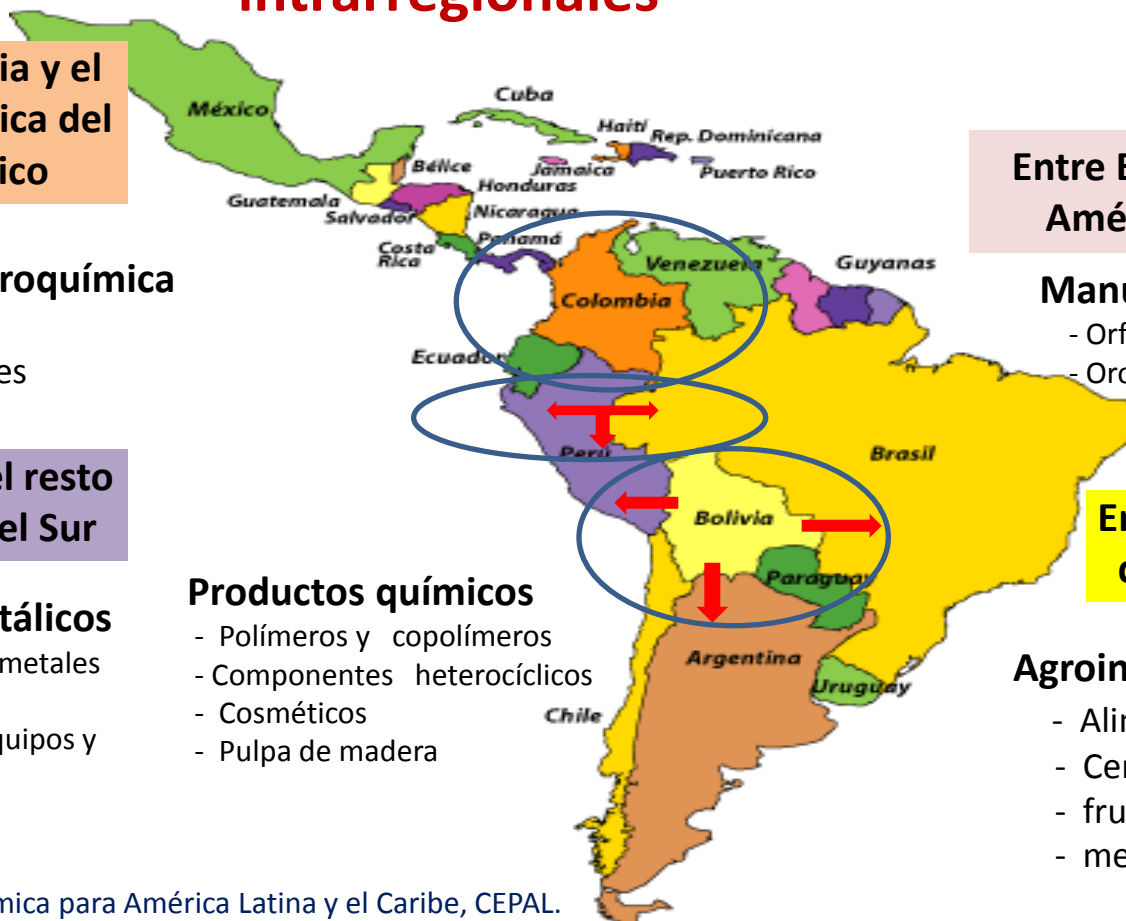 intrarregionales
ia y el
ica del
ico
roquímica
es
el resto
el Sur
tálicos
metales
quipos y
Productos químicos
- Polímeros y copolímeros
- Componentes heterocíclicos
- Cosméticos
- Pulpa de madera
México
Cuba
Haití
Rep. Dominicana
Jamaica
Puerto Rico
Bélice
Honduras
Guatemala
Salvador
Nicaragua
Costa
Rica
Panamá
Venezuela
Guyanas
Colombia
Ecuador
Perú
Brasil
Bolivia
Paraguay
Argentina
Uruguay
Chile
Entre
Amé
Manu
- Orf
- Oro
En
Agroin
- Alim
- Cer
- fru
- me
mica para América Latina y el Caribe, CEPAL.